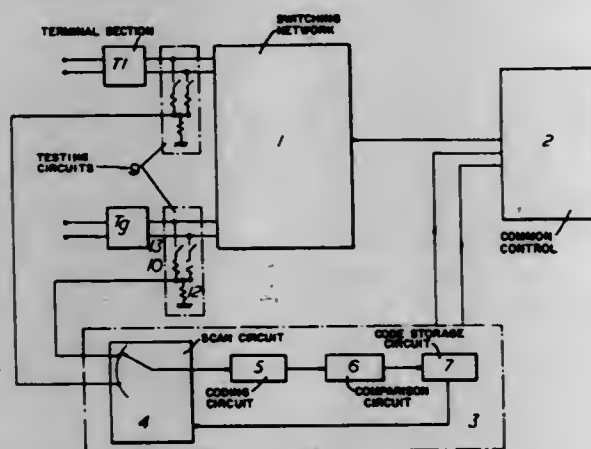 TERMINAL SECTION
SWITCHING
NETWORK
T1
1
2
TESTING
CIRCUITS
9
Tg
13
10
12
COMMON
CONTROL
SCAN CIRCUIT
CODE STORAGE
CIRCUIT
5
6
7
CODING
CIRCUIT
COMPARISON
CIRCUIT
4
3